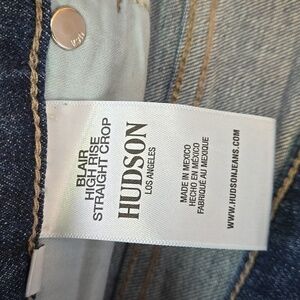 BLAIR
HIGH RISE
STRAIGHT CROP
HUDSON
LOS ANGELES
MADE IN MEXICO
HECHO EN MÉXICO
FABRIQUÉ AU MEXIQUE
WWW.HUDSONJEANS.COM